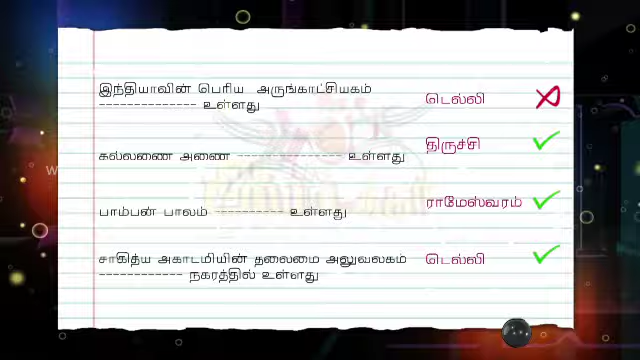 இந்தியாவின் பெரிய அருங்காட்சியகம்
-------------- உள்ளது
டெல்லி
கல்லணை அணை --------------- உள்ளது
திருச்சி
பாம்பன் பாலம் ---------- உள்ளது
ராமேஸ்வரம்
சாகித்ய அகாடமியின் தலைமை அலுவலகம்
------------ நகரத்தில் உள்ளது
டெல்லி